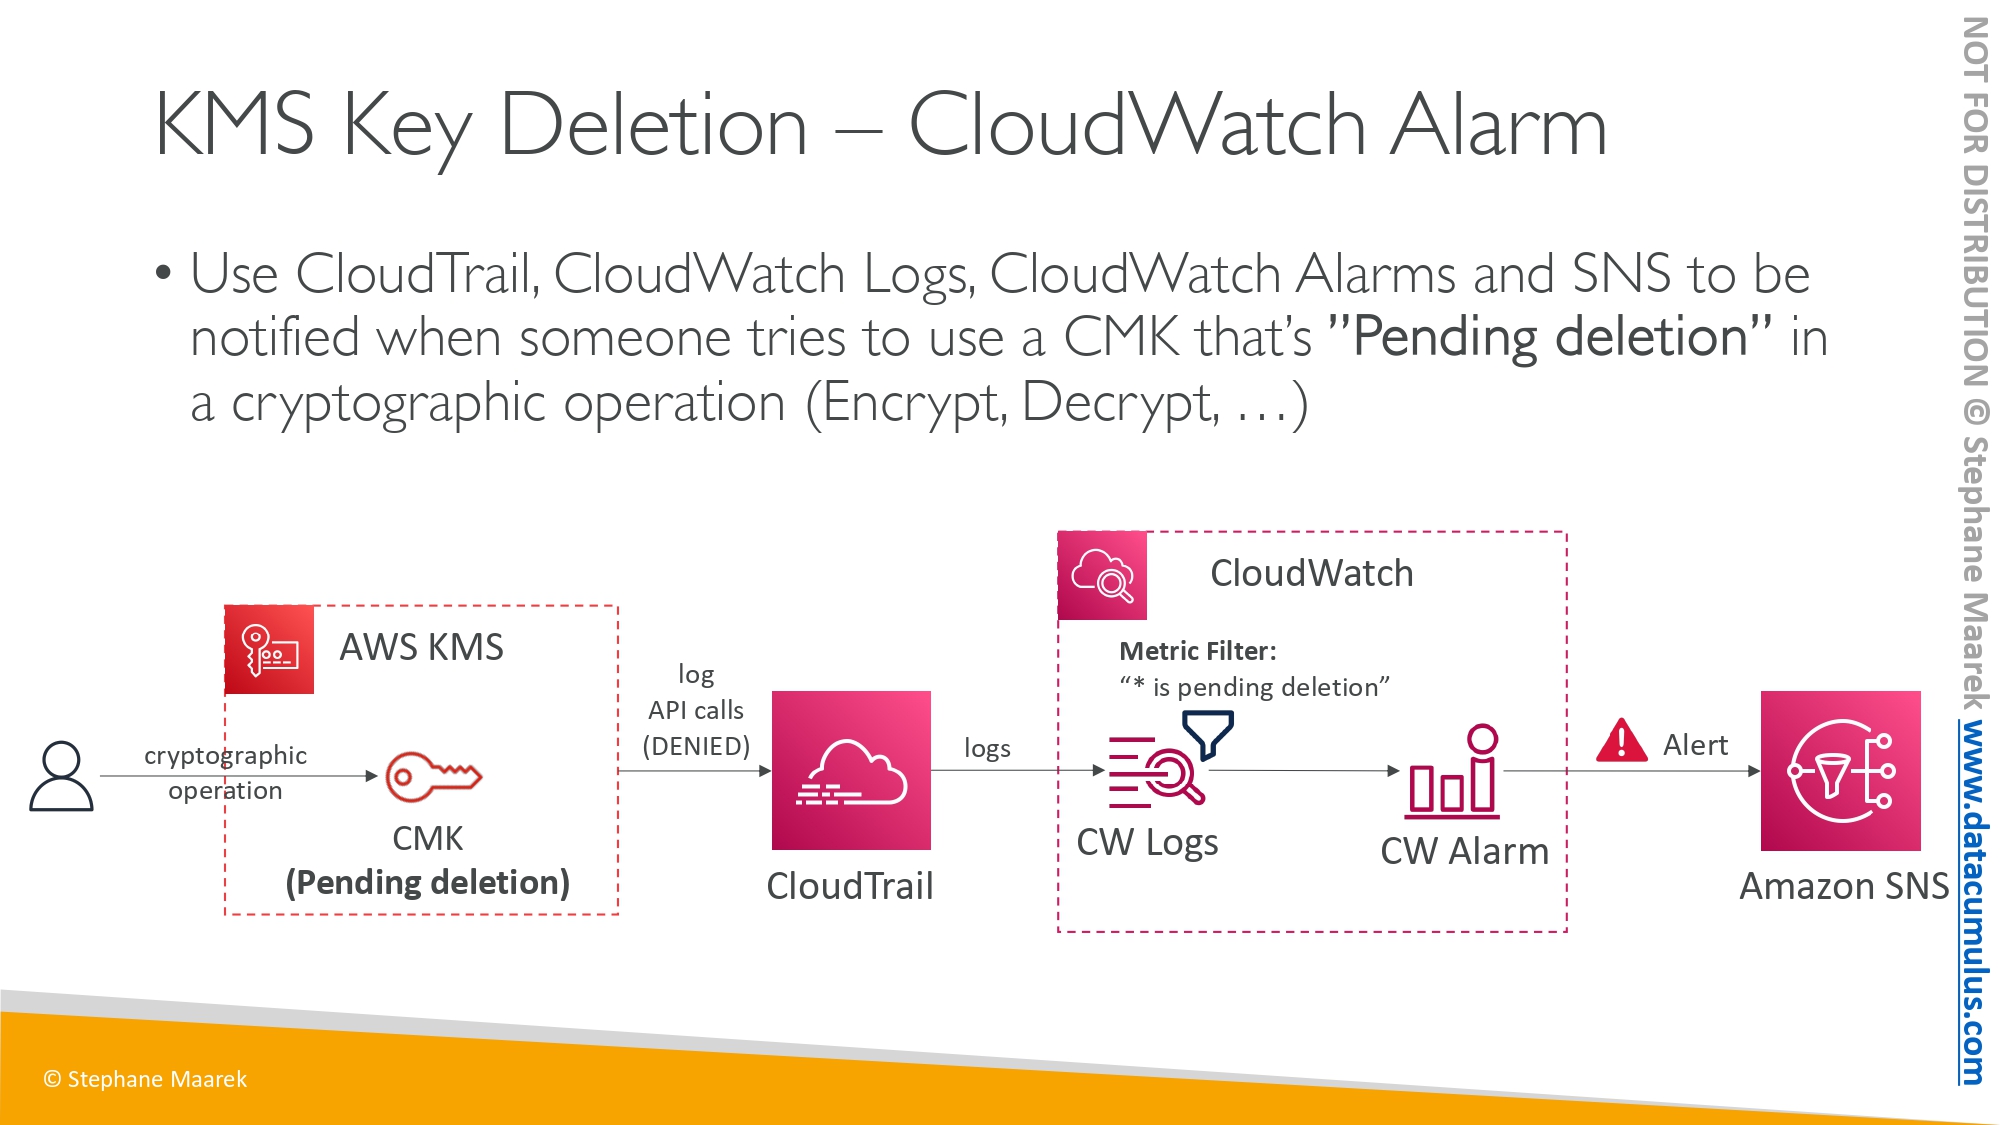 KMS Key Deletion – CloudWatch Alarm
• Use CloudTrail, CloudWatch Logs, CloudWatch Alarms and SNS to be
notified when someone tries to use a CMK that’s ”Pending deletion” in
a cryptographic operation (Encrypt, Decrypt, …)
cryptographic
operation
AWS KMS
CMK
(Pending deletion)
log
API calls
(DENIED)
CloudTrail
logs
CloudWatch
Metric Filter:
“* is pending deletion”
CW Logs
CW Alarm
Alert
Amazon SNS
© Stephane Maarek
NOT FOR DISTRIBUTION © Stephane Maarek www.datacumulus.com